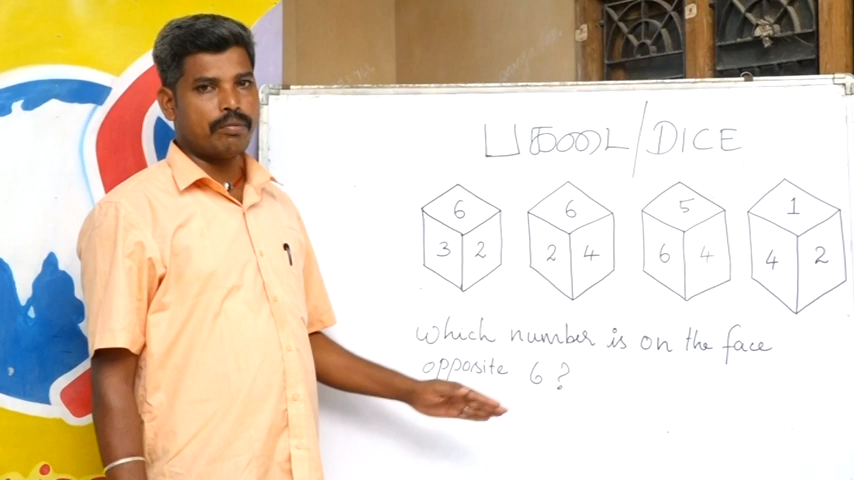 பகடை/DICE
6
3 2
6
2 4
5
6 4
1
4 2
Which number is on the face
opposite 6?